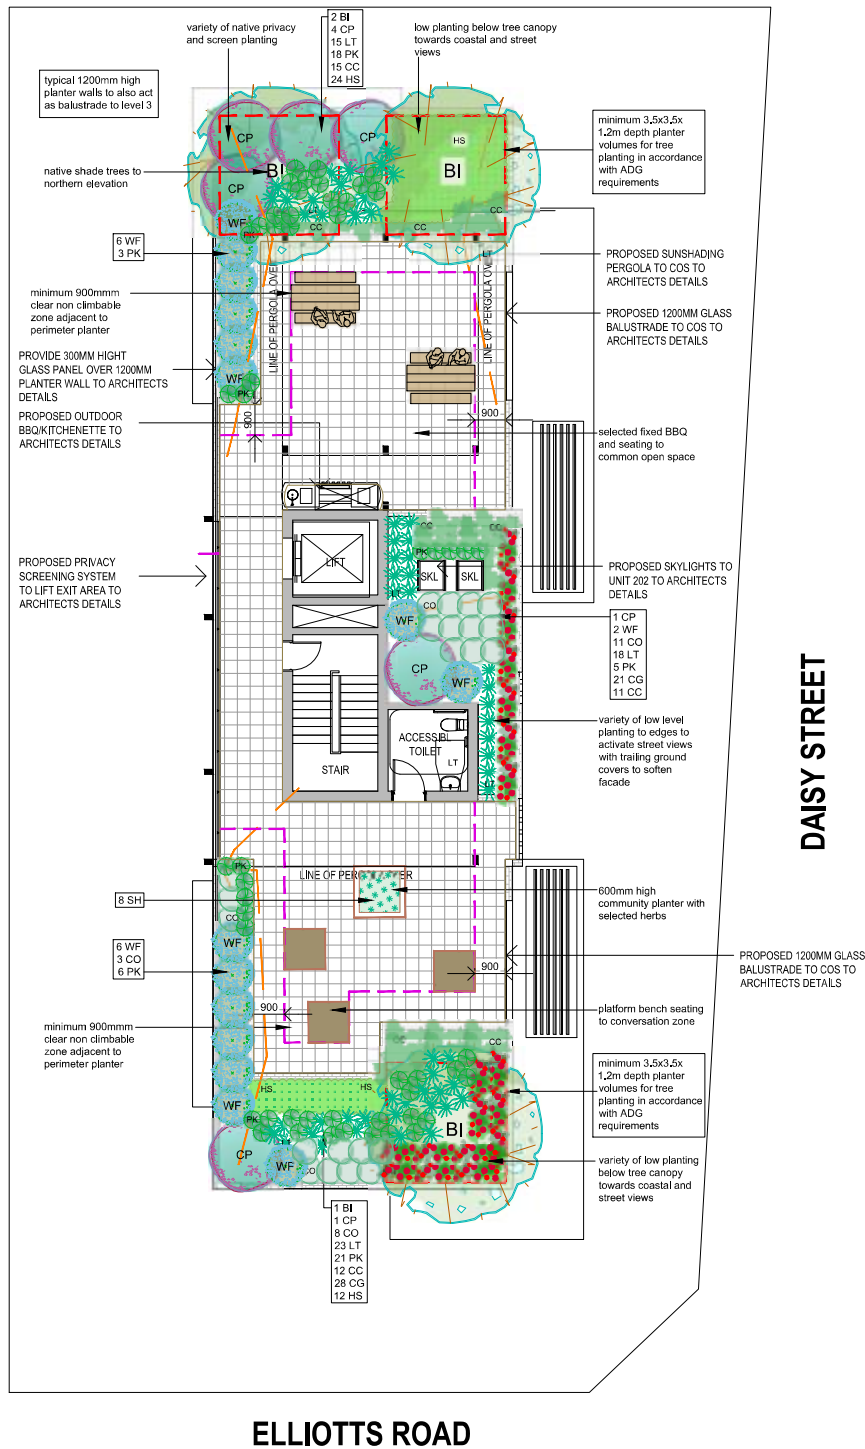 variety of native privacy
and screen planting
2 BI
4 CP
15 LT
18 PK
15 CC
24 HS
low planting below tree canopy
towards coastal and street
views
typical 1200mm high
planter walls to also act
as balustrade to level 3
minimum 3.5x3.5x
1.2m depth planter
volumes for tree
planting in accordance
with ADG
requirements
CP
CP
HS
BI
BI
native shade trees to
northern elevation
CP
LT
CC
CC
CC
WF
PK
6 WF
3 PK
LT
PROPOSED SUNSHADING
PERGOLA TO COS TO
ARCHITECTS DETAILS
LINE OF PERGOLA OVER
LINE OF PERGOLA OVE
minimum 900mmm
clear non climbable
zone adjacent to
perimeter planter
PROPOSED 1200MM GLASS
BALUSTRADE TO COS TO
ARCHITECTS DETAILS
PROVIDE 300MM HIGHT
GLASS PANEL OVER 1200MM
PLANTER WALL TO ARCHITECTS
DETAILS
WF
PK
PROPOSED OUTDOOR
BBQ/KITCHENETTE TO
ARCHITECTS DETAILS
900
900
selected fixed BBQ
and seating to
common open space
CC
CC
PK
LIFT
SKL
SKL
PROPOSED PRIVACY
SCREENING SYSTEM
TO LIFT EXIT AREA TO
ARCHITECTS DETAILS
PROPOSED SKYLIGHTS TO
UNIT 202 TO ARCHITECTS
DETAILS
LT
CO
WF
1 CP
2 WF
11 CO
18 LT
5 PK
21 CG
11 CC
CP
WF
DAISY STREET
variety of low level
planting to edges to
activate street views
with trailing ground
covers to soften
facade
ACCESSIBL
TOILET
LT
STAIR
LT
PK
LINE OF PERGOLA OVER
8 SH
600mm high
community planter with
selected herbs
CO
WF
6 WF
3 CO
6 PK
PROPOSED 1200MM GLASS
BALUSTRADE TO COS TO
ARCHITECTS DETAILS
900
900
platform bench seating
to conversation zone
minimum 900mmm
clear non climbable
zone adjacent to
perimeter planter
CC
CC
minimum 3.5x3.5x
1.2m depth planter
volumes for tree
planting in accordance
with ADG
requirements
HS
HS
WF
PK
BI
CP
WF
CO
variety of low planting
below tree canopy
towards coastal and
street views
1 BI
1 CP
8 CO
23 LT
21 PK
12 CC
28 CG
12 HS
ELLIOTTS ROAD